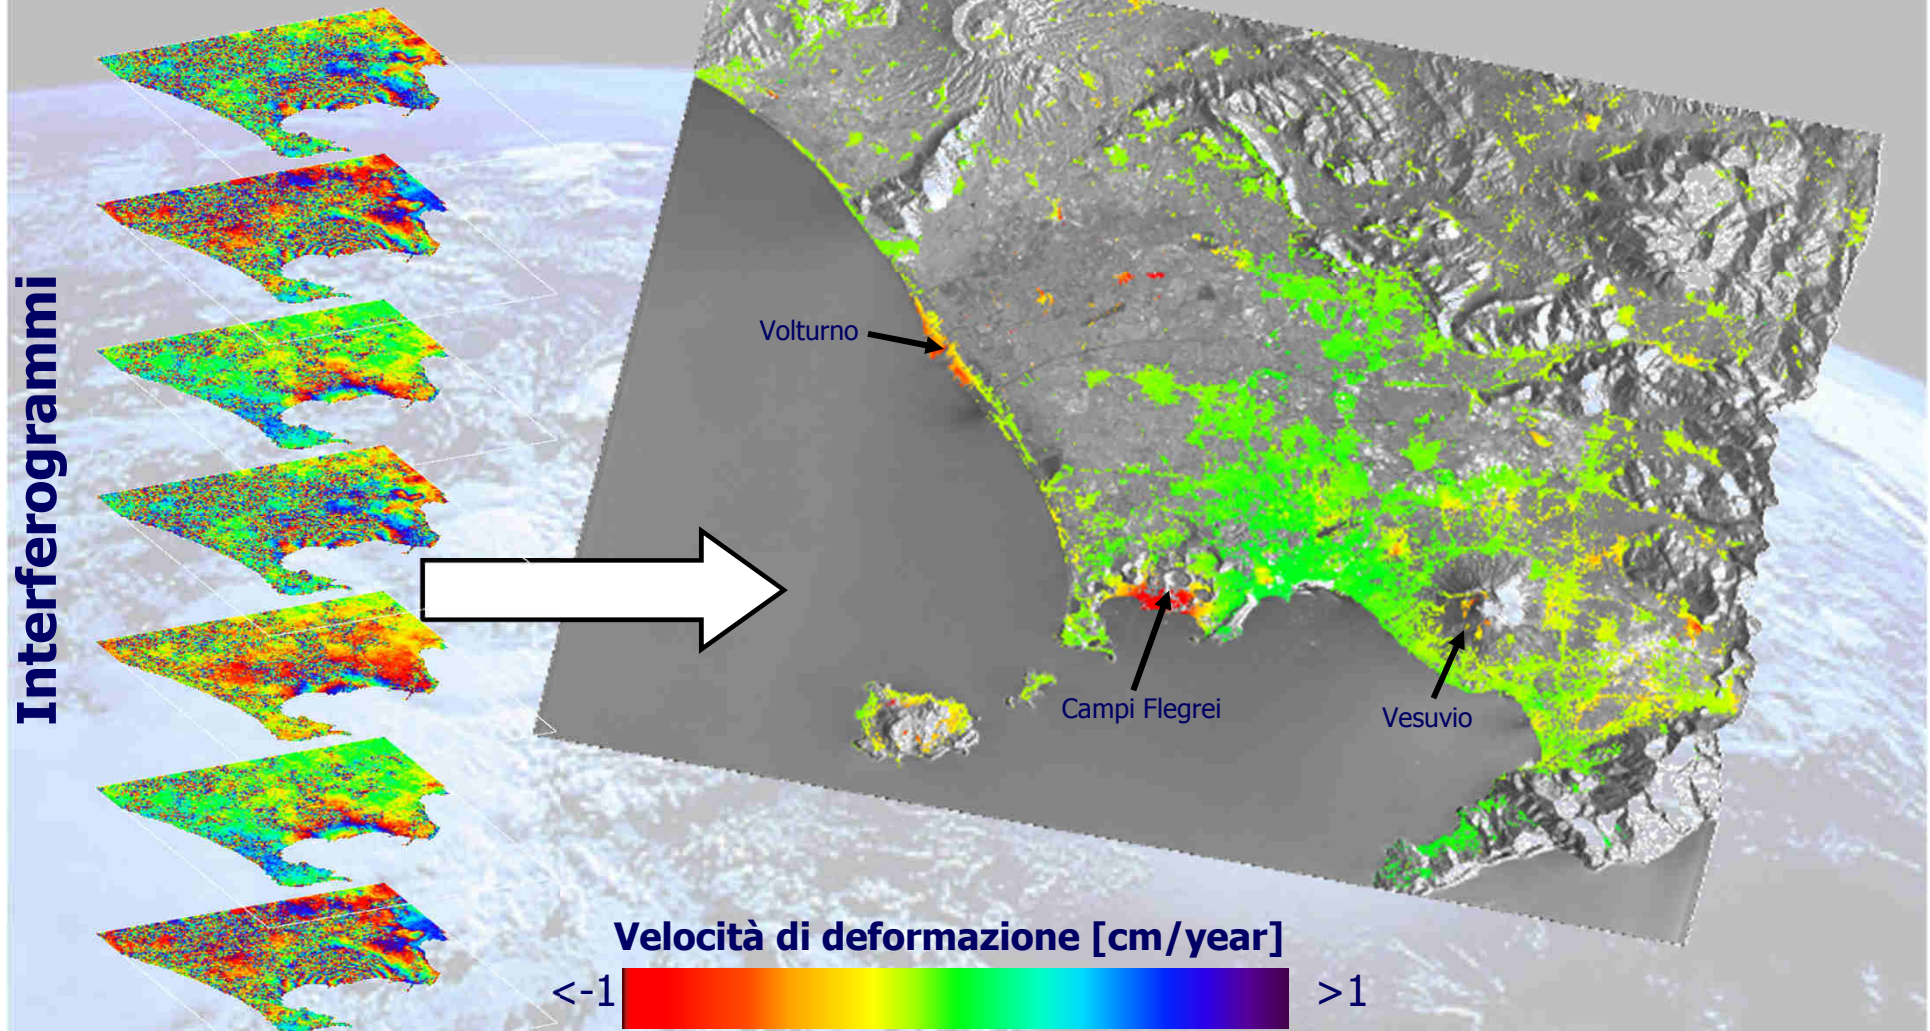 Interferogrammi
Volturno
Campi Flegrei
Vesuvio
Velocità di deformazione [cm/year]
<-1 >1